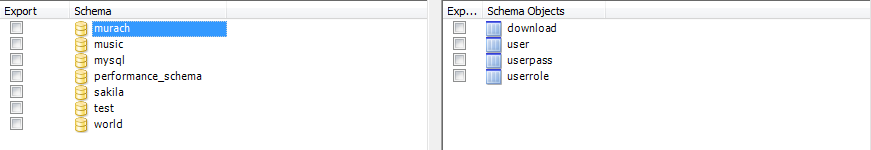 Export Schema
murach
music
mysql
performance_schema
sakila
test
world
Exp... Schema Objects
download
user
userpass
userrole